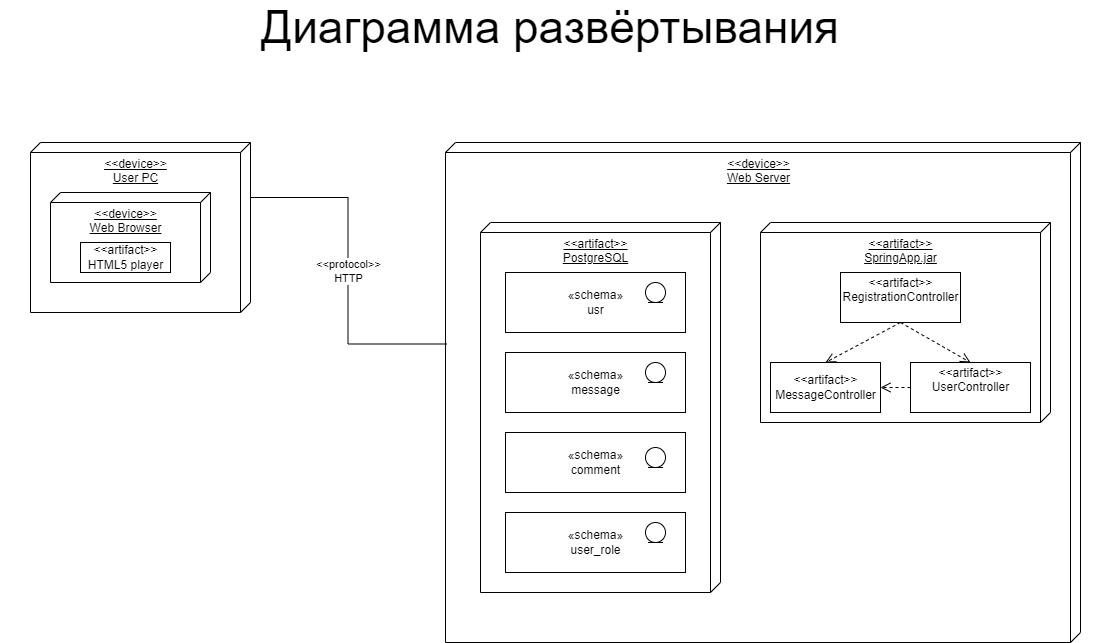 Диаграмма развёртывания
<<device>>
User PC
<<device>>
Web Browser
<<artifact>>
HTML5 player
<<protocol>>
HTTP
<<device>>
Web Server
<<artifact>>
PostgreSQL
«schema»
usr
«schema»
message
«schema»
comment
«schema»
user_role
<<artifact>>
SpringApp.jar
<<artifact>>
RegistrationController
<<artifact>>
MessageController
<<artifact>>
UserController